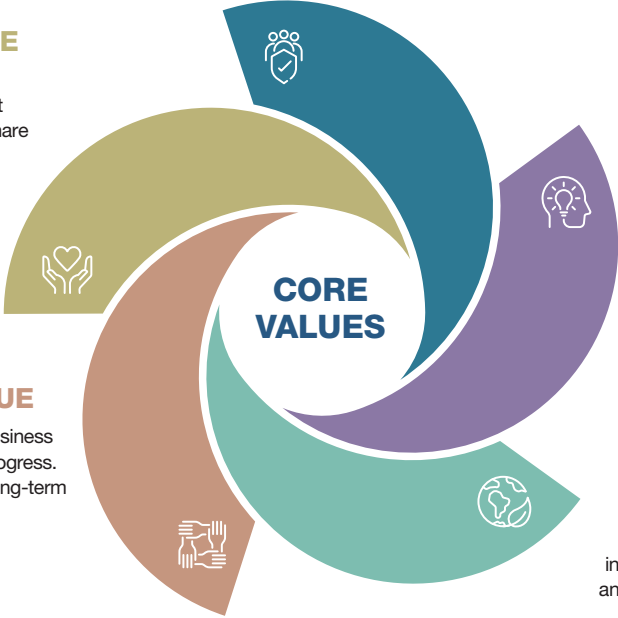 E
t
hare
CORE
VALUES
UE
siness
ogress.
ng-term
in
an